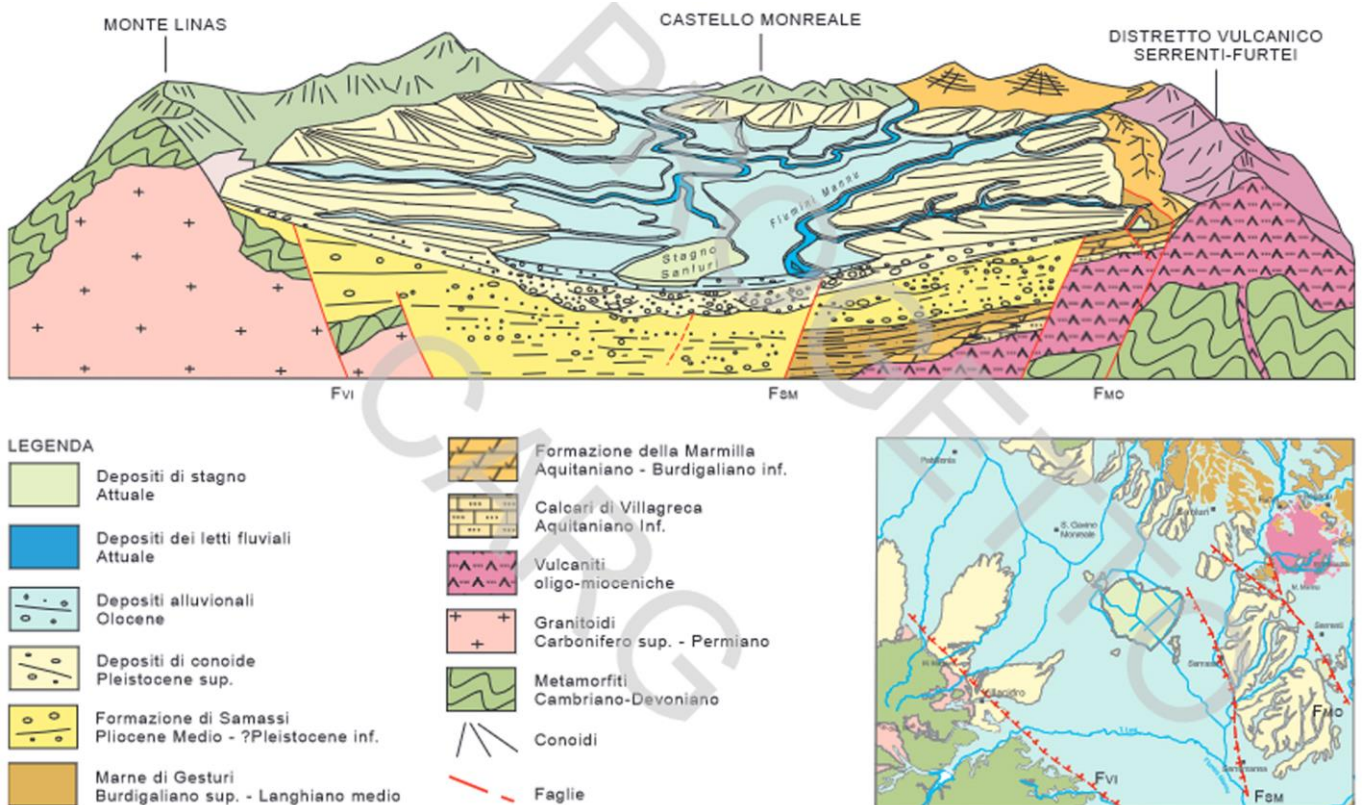 MONTE LINAS
CASTELLO MONREALE
DISTRETTO VULCANICO
SERRENTI-FURTEI
Flumini Mannu
Stagno
Sanluri
FVI
FSM
FMO
LEGENDA
Depositi di stagno
Attuale
Depositi dei letti fluviali
Attuale
Depositi alluvionali
Olocene
Depositi di conoide
Pleistocene sup.
Formazione di Samassi
Pliocene Medio - ?Pleistocene inf.
Marne di Gesturi
Burdigaliano sup. - Langhiano medio
Formazione della Marmilla
Aquitaniano - Burdigaliano inf.
Calcari di Villagreca
Aquitaniano Inf.
Vulcaniti
oligo-mioceniche
Granitoidi
Carbonifero sup. - Permiano
Metamorfiti
Cambriano-Devoniano
Conoidi
Faglie
S. Gavino
Monreale
Serrenti
FMO
FVI
FSM
PROGETTO
CARG